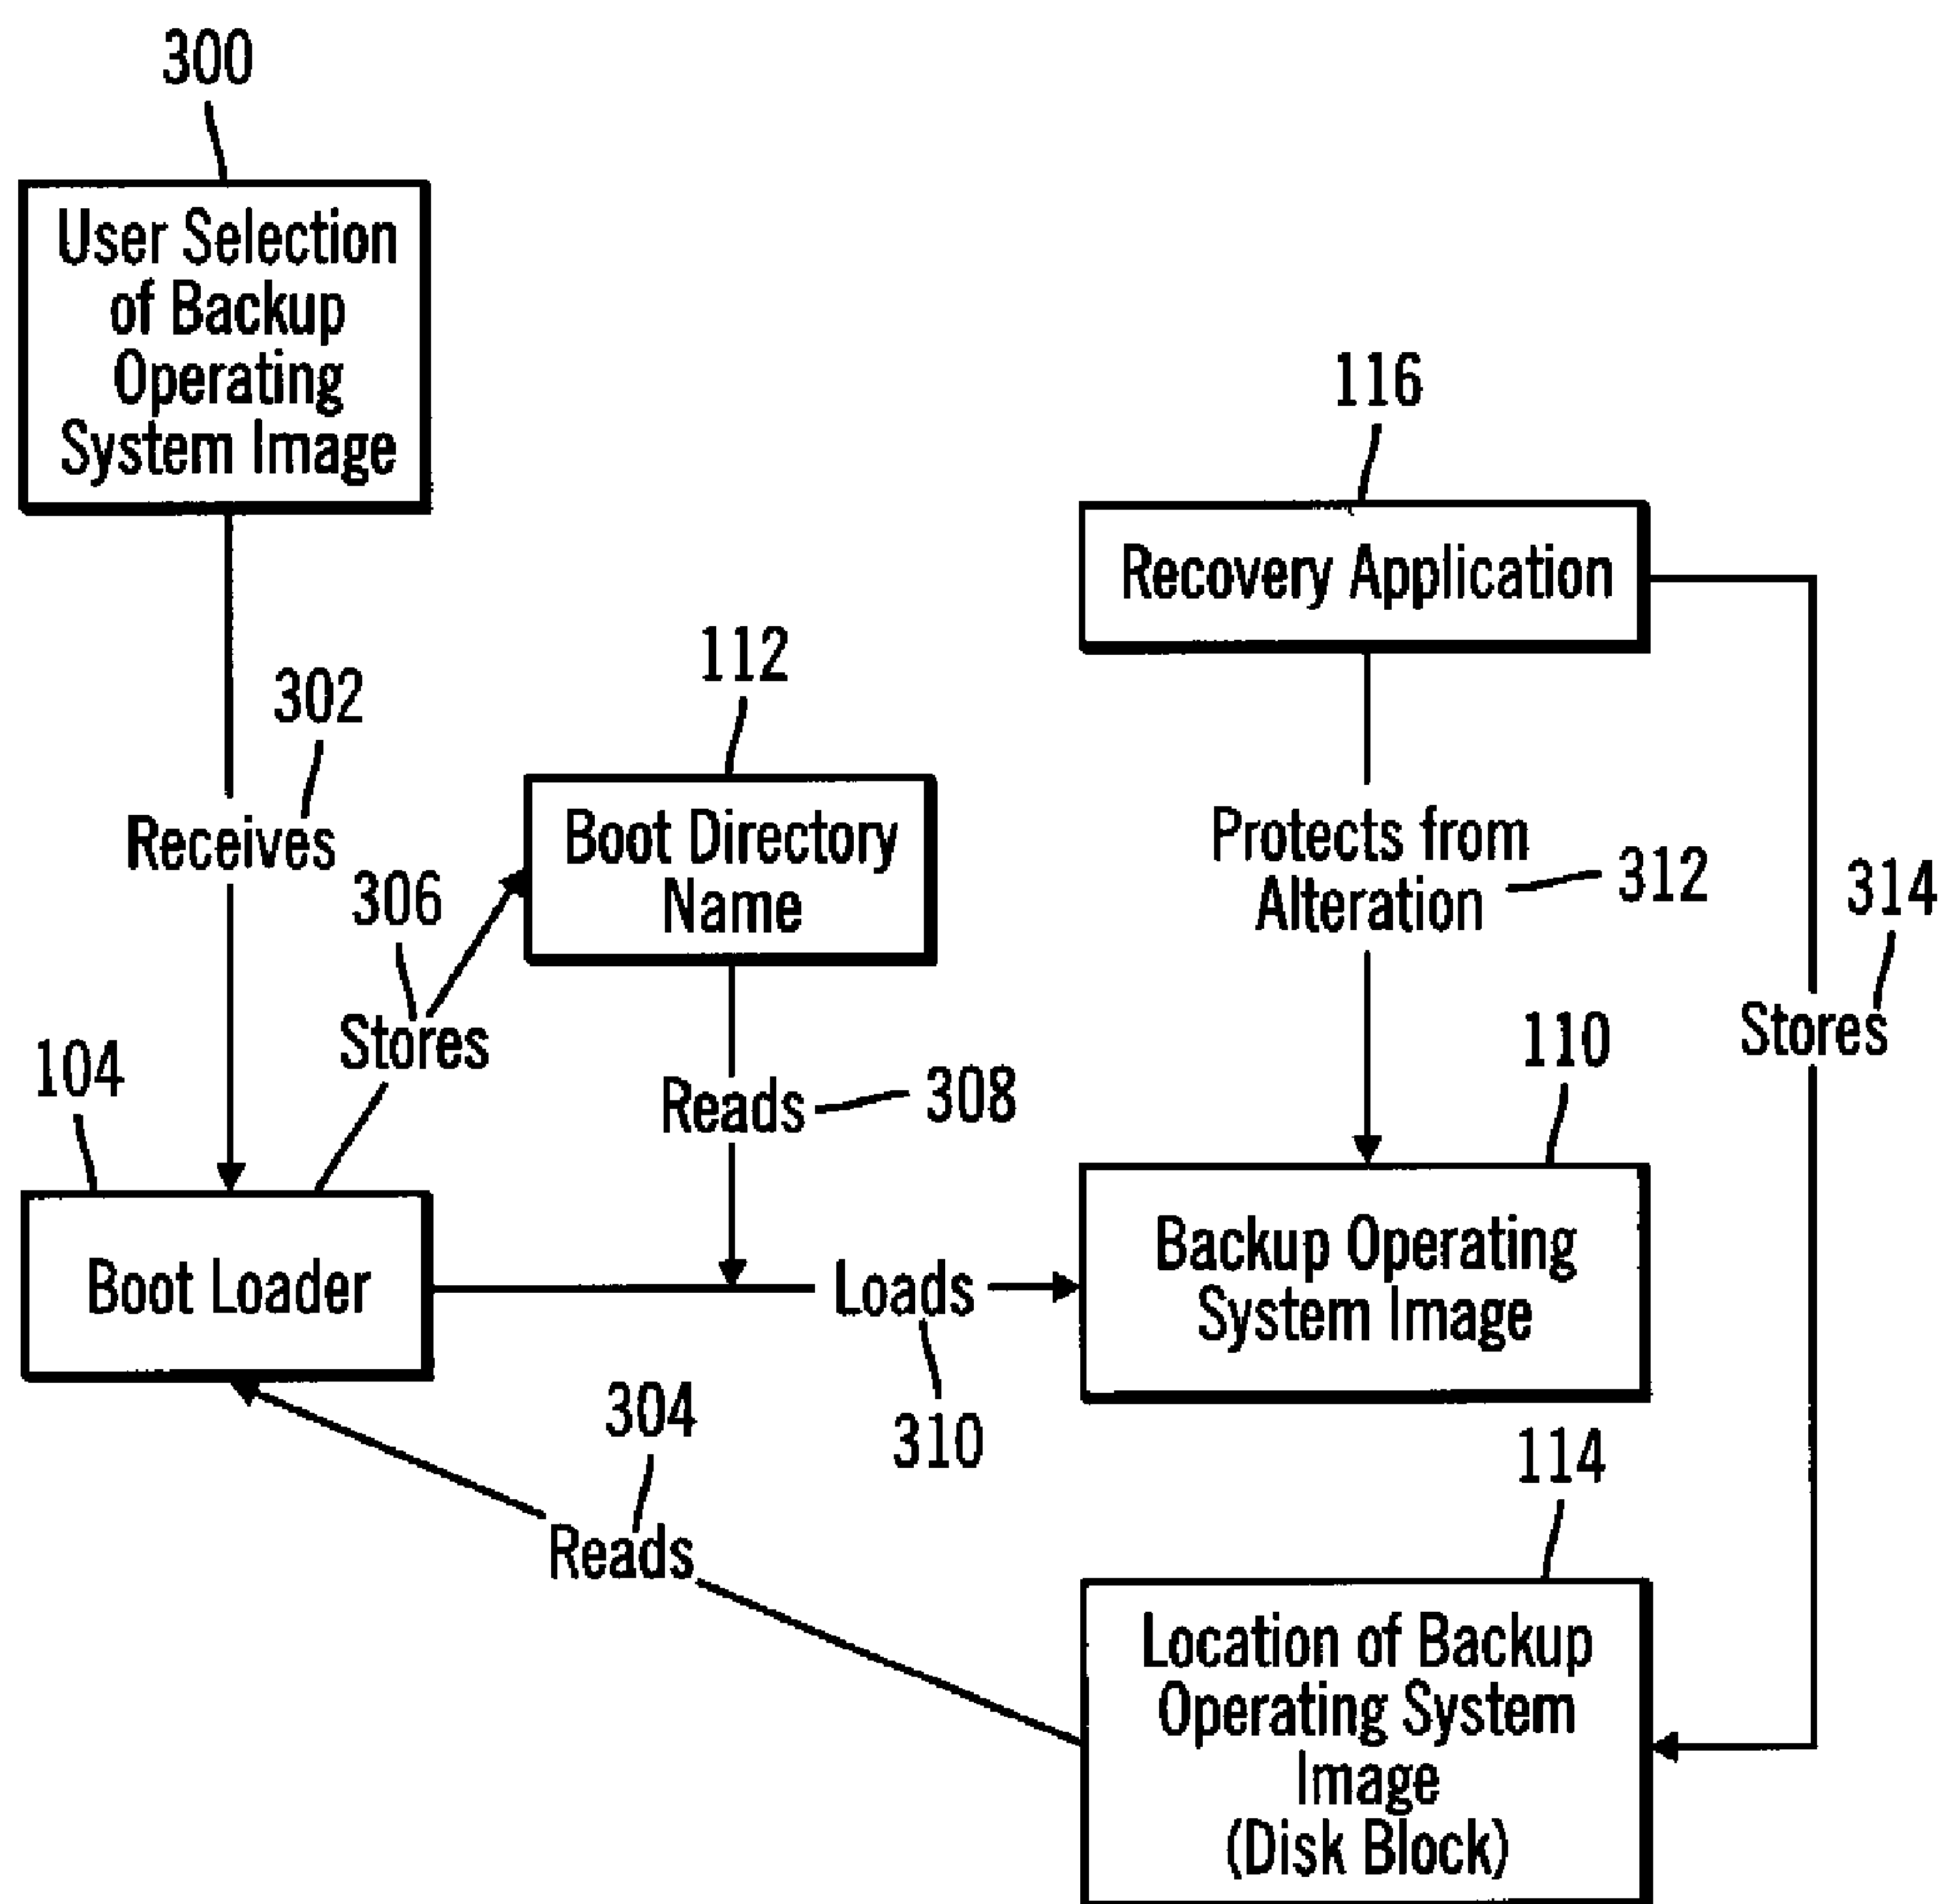 300
User Selection
of Backup
Operating
System Image
116
Recovery Application
302
112
Receives
Boot Directory
Name
Protects from
Alteration
312
314
306
Stores
Stores
104
110
Reads
308
Boot Loader
Loads
Backup Operating
System Image
304
310
114
Reads
Location of Backup
Operating System
Image
(Disk Block)